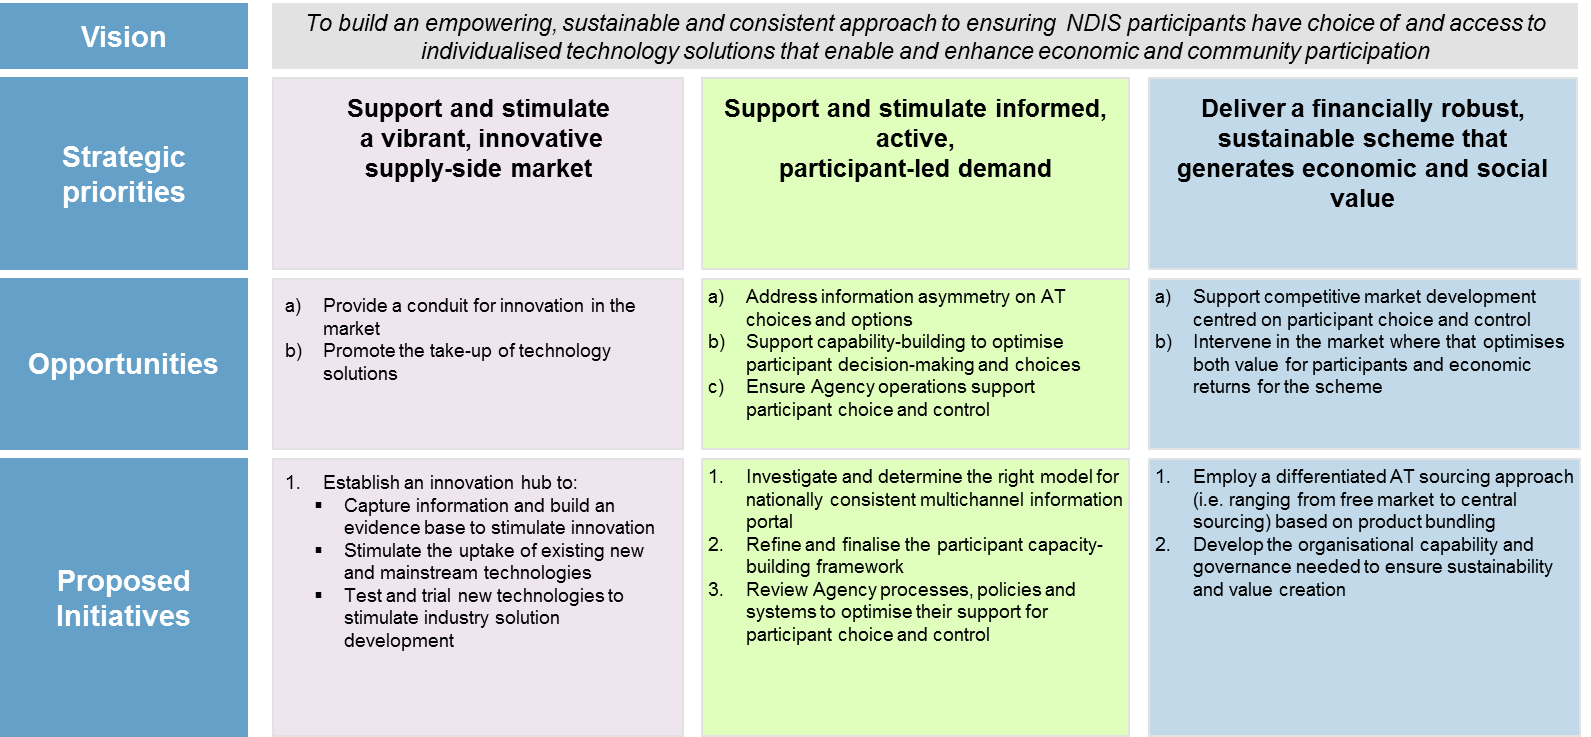 Vision
To build an empowering, sustainable and consistent approach to ensuring NDIS participants have choice of and access to
individualised technology solutions that enable and enhance economic and community participation
Strategic
priorities
Support and stimulate
a vibrant, innovative
supply-side market
Support and stimulate informed,
active,
participant-led demand
Deliver a financially robust,
sustainable scheme that
generates economic and social
value
Opportunities
a) Provide a conduit for innovation in the
market
b) Promote the take-up of technology
solutions
a) Address information asymmetry on AT
choices and options
b) Support capability-building to optimise
participant decision-making and choices
c) Ensure Agency operations support
participant choice and control
a) Support competitive market development
centred on participant choice and control
b) Intervene in the market where that optimises
both value for participants and economic
returns for the scheme
Proposed
Initiatives
1. Establish an innovation hub to:
▪ Capture information and build an
evidence base to stimulate innovation
▪ Stimulate the uptake of existing new
and mainstream technologies
▪ Test and trial new technologies to
stimulate industry solution
development
1. Investigate and determine the right model for
nationally consistent multichannel information
portal
2. Refine and finalise the participant capacity-
building framework
3. Review Agency processes, policies and
systems to optimise their support for
participant choice and control
1. Employ a differentiated AT sourcing approach
(i.e. ranging from free market to central
sourcing) based on product bundling
2. Develop the organisational capability and
governance needed to ensure sustainability
and value creation